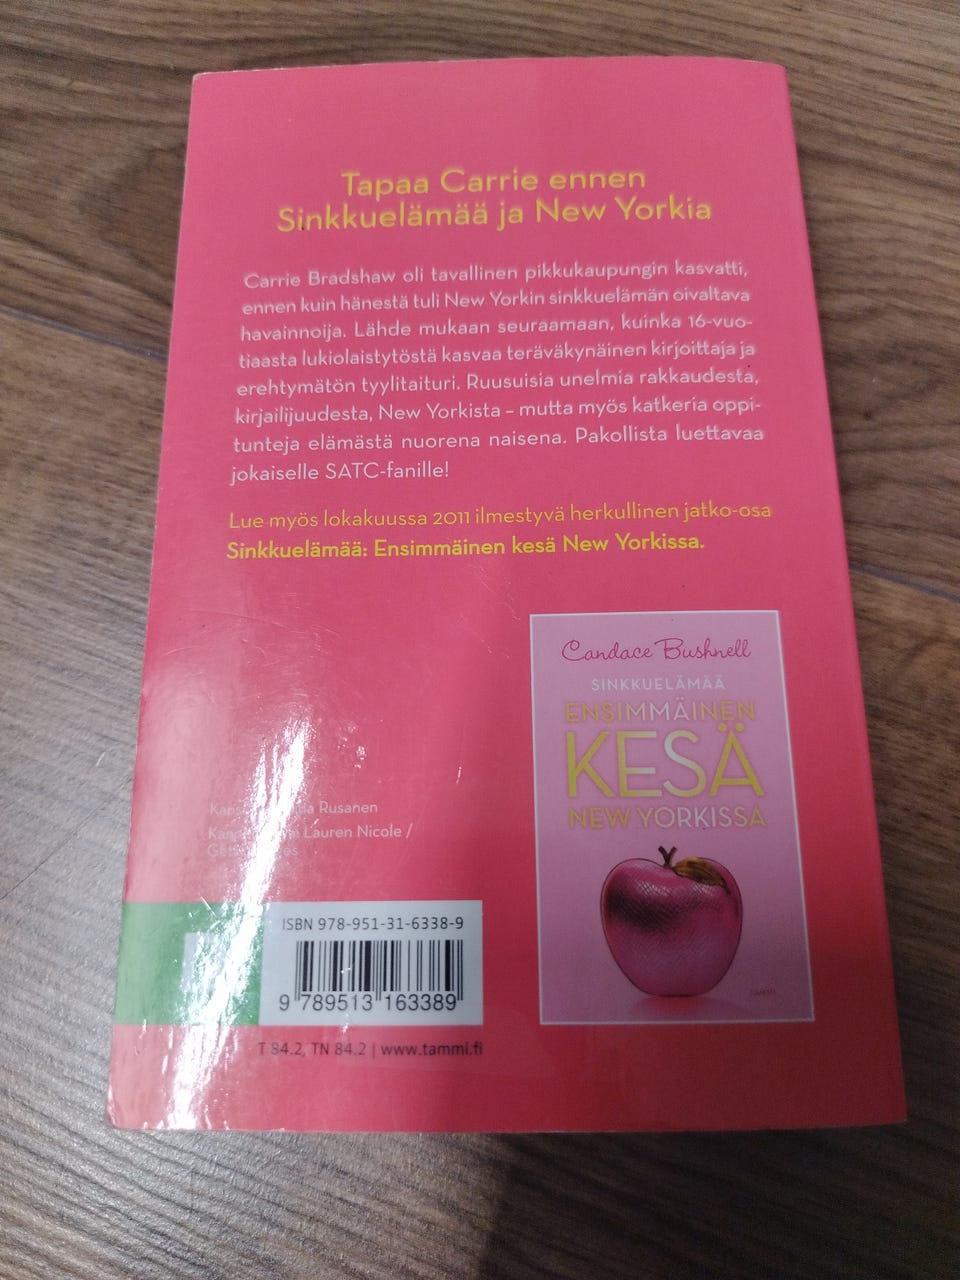 Tapaa Carrie ennen
Sinkkuelämää ja New Yorkia
Carrie Bradshaw oli tavallinen pikkukaupungin kasvatti,
ennen kuin hänestä tuli New Yorkin sinkkuelämän oivaltava
havainnoija. Lähde mukaan seuraamaan, kuinka 16-vuo-
tiaasta lukiolaistytöstä kasvaa teräväkynäinen kirjoittaja ja
erehtymätön tyylitaituri. Ruusuisia unelmia rakkaudesta,
kirjailijuudesta, New Yorkista – mutta myös katkeria oppi-
tunteja elämästä nuorena naisena. Pakollista luettavaa
jokaiselle SATC-fanille!
Lue myös lokakuussa 2011 ilmestyvä herkullinen jatko-osa
Sinkkuelämää: Ensimmäinen kesä New Yorkissa.
Candace Bushnell
SINKKUELÄMÄÄ
ENSIMMÄINEN
KESÄ
NEW YORKISSA
Rusanen
Lauren Nicole /
ISBN 978-951-31-6338-9
9 789513 163389
T 84.2, TN 84.2 | www.tammi.fi